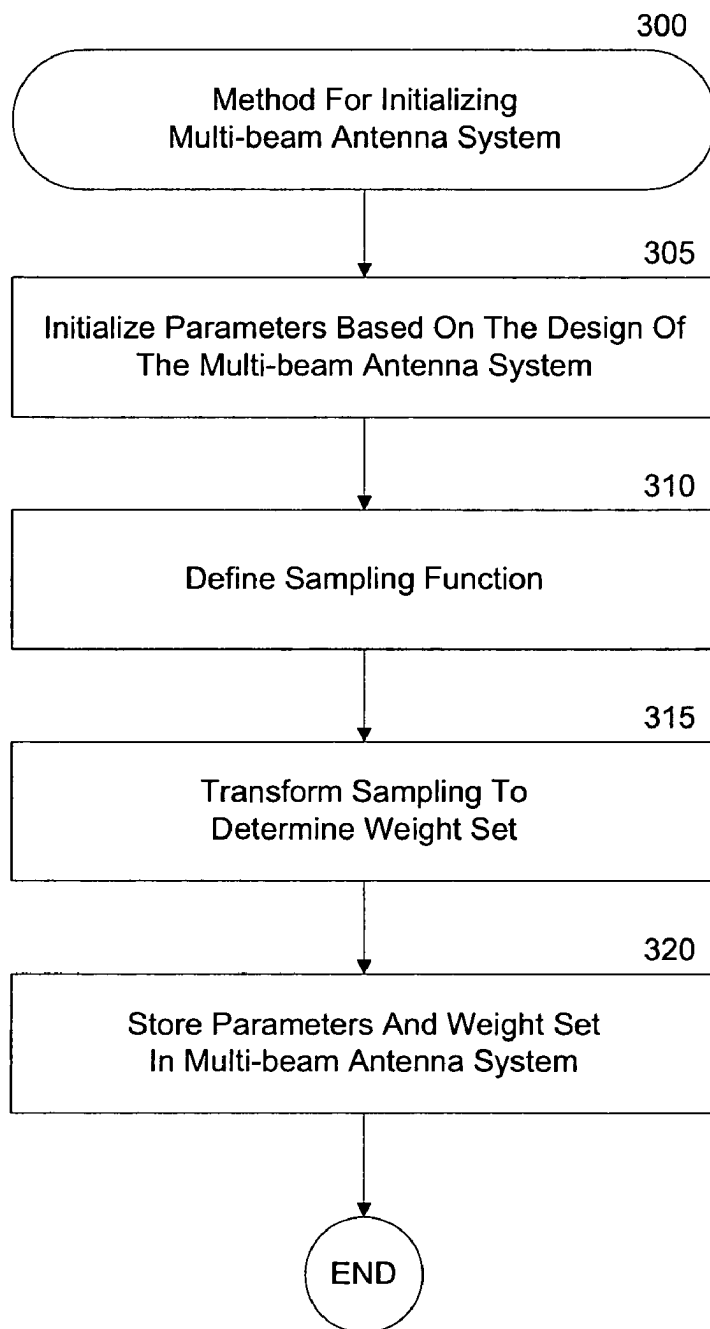 300
Method For Initializing
Multi-beam Antenna System
305
Initialize Parameters Based On The Design Of
The Multi-beam Antenna System
310
Define Sampling Function
315
Transform Sampling To
Determine Weight Set
320
Store Parameters And Weight Set
In Multi-beam Antenna System
END